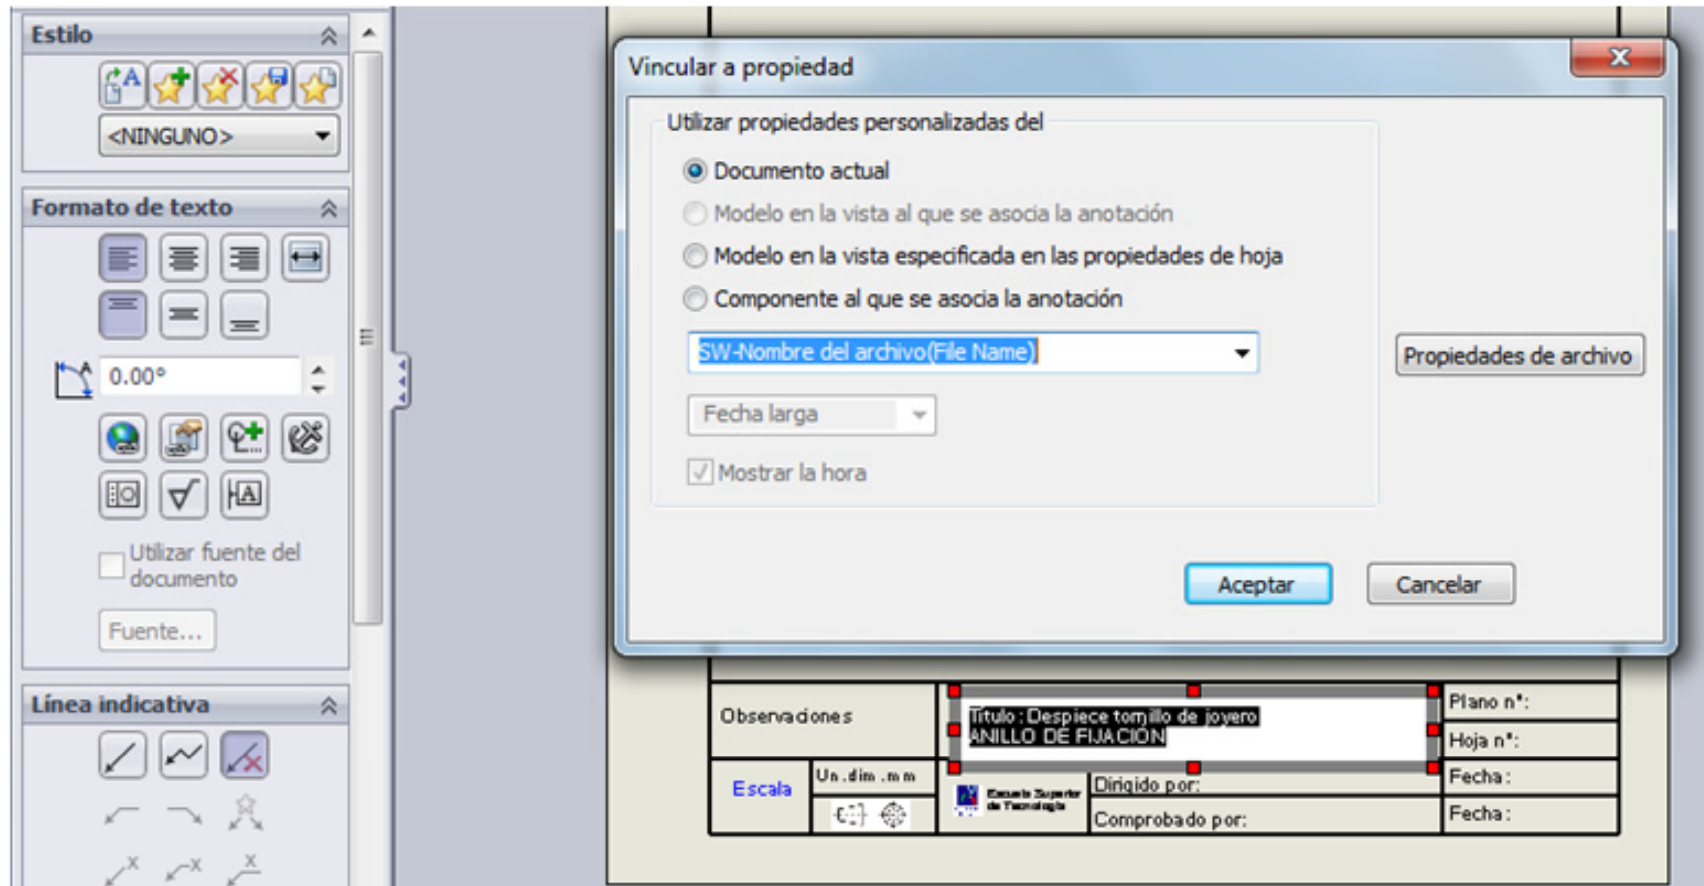 Estilo
<NINGUNO>
Formato de texto
0.00°
Utilizar fuente del
documento
Fuente...
Línea indicativa
Vincular a propiedad
Utilizar propiedades personalizadas del
Documento actual
Modelo en la vista al que se asocia la anotación
Modelo en la vista especificada en las propiedades de hoja
Componente al que se asocia la anotación
SW-Nombre del archivo(File Name)
Propiedades de archivo
Fecha larga
Mostrar la hora
Aceptar
Cancelar
Observaciones
Título: Despiece tornillo de joyero
ANILLO DE FIJACIÓN
Plano n°:
Hoja n°:
Escala
Un.dim.mm
Escuela Superior
de Tecnología
Dirigido por:
Comprobado por:
Fecha:
Fecha: